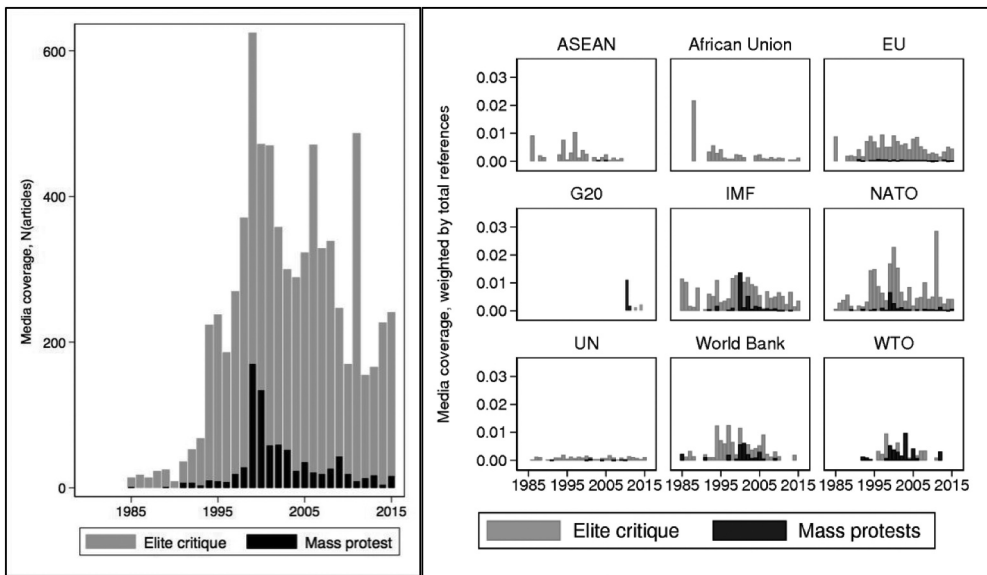 Media coverage, N(articles)
600
400
200
0
1985 1995 2005 2015
Elite critique Mass protest
Media coverage, weighted by total references
ASEAN African Union EU
0.03
0.02
0.01
0.00
G20 IMF NATO
0.03
0.02
0.01
0.00
UN World Bank WTO
0.03
0.02
0.01
0.00
1985 1995 2005 2015 1985 1995 2005 2015 1985 1995 2005 2015
Elite critique Mass protests